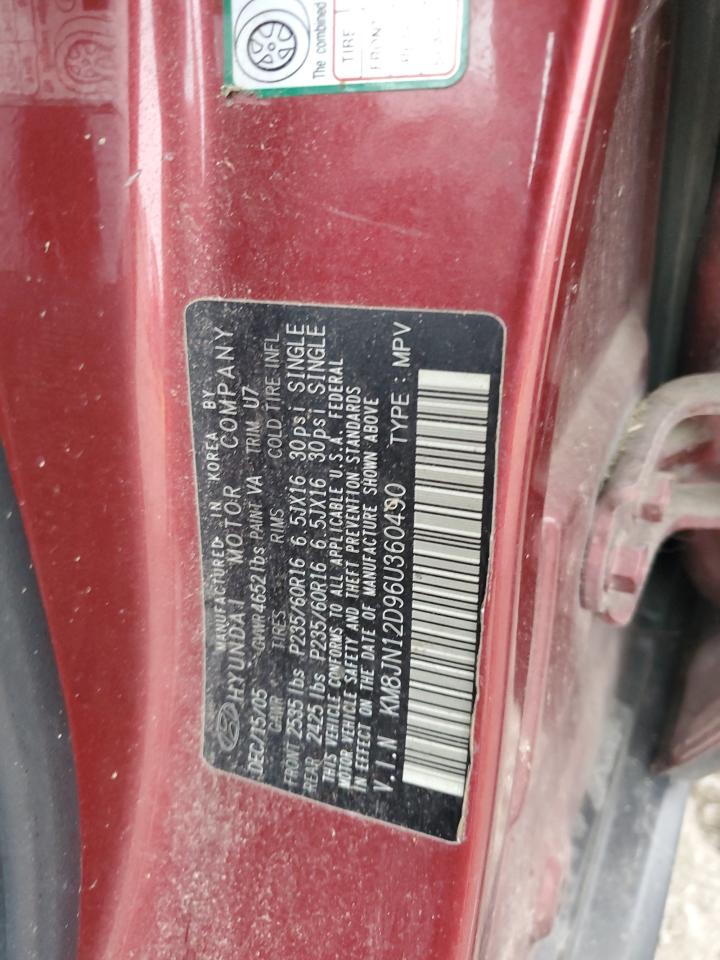 The combined
TIRE
FRONT
MANUFACTURED IN KOREA BY
HYUNDAI MOTOR COMPANY
DEC/15/05 GVWR 4652 lbs PAINT VA TRIM U7
GAWR TIRES RIMS COLD TIRE INFL
FRONT 2535 lbs P235/60R16 6.5JX16 30psi SINGLE
REAR 2425 lbs P235/60R16 6.5JX16 30psi SINGLE
THIS VEHICLE CONFORMS TO ALL APPLICABLE U.S.A. FEDERAL
MOTOR VEHICLE SAFETY AND THEFT PREVENTION STANDARDS
IN EFFECT ON THE DATE OF MANUFACTURE SHOWN ABOVE
V.I.N KM8JN12D96U360490 TYPE : MPV